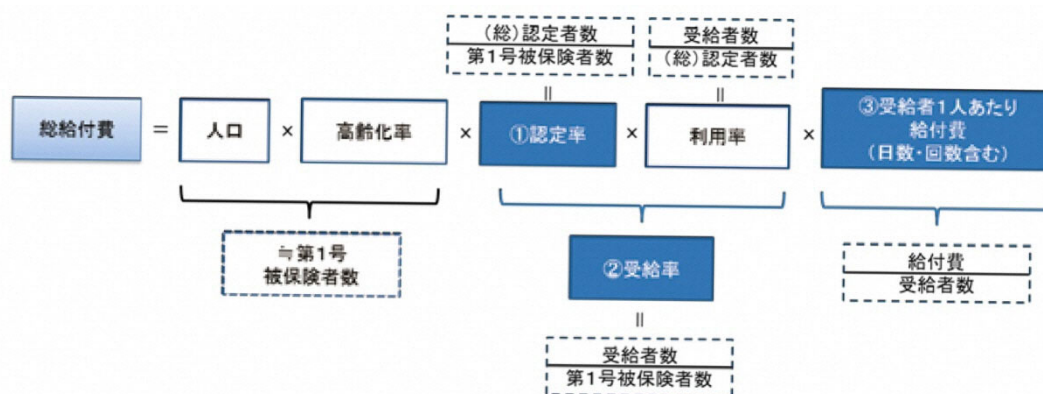 (総)認定者数
第1号被保険者数
受給者数
(総)認定者数
=
=
総給付費
=
人口
×
高齢化率
×
①認定率
×
利用率
×
③受給者1人あたり
給付費
(日数・回数含む)
≒第1号
被保険者数
②受給率
給付費
受給者数
=
受給者数
第1号被保険者数